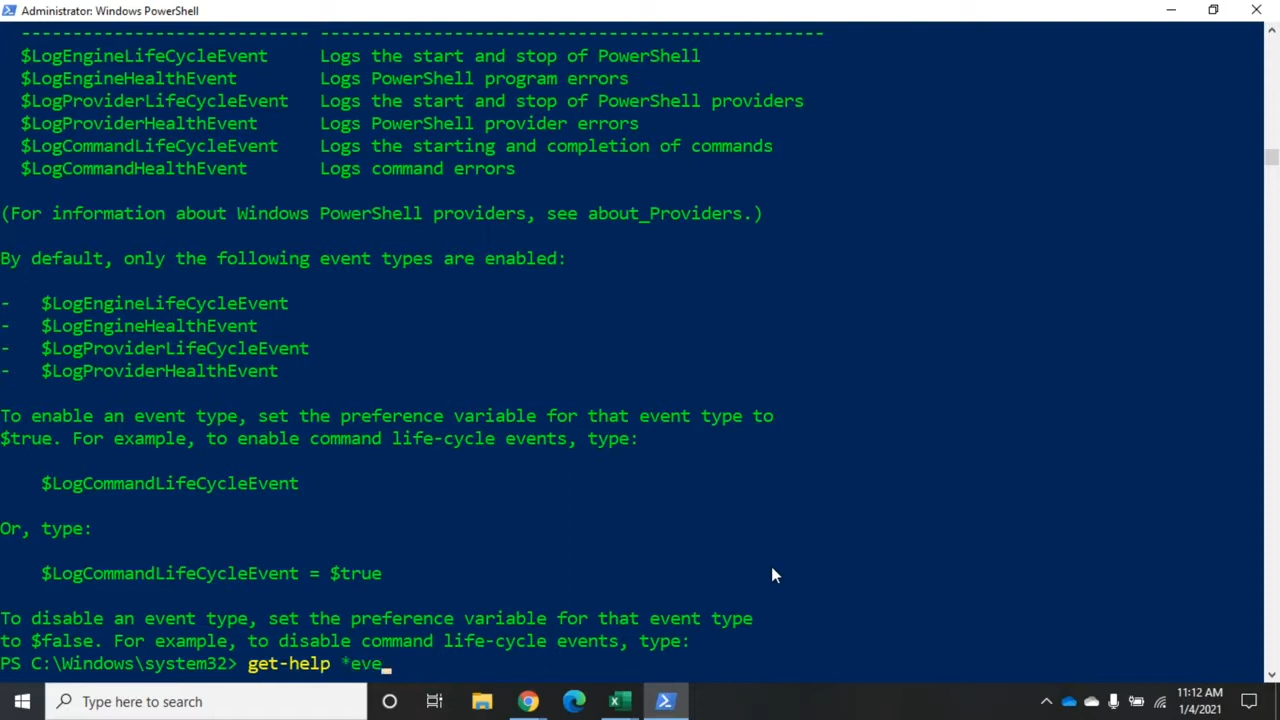 Administrator: Windows PowerShell
--------------------------- -------------------------------------------------
$LogEngineLifeCycleEvent     Logs the start and stop of PowerShell
$LogEngineHealthEvent        Logs PowerShell program errors
$LogProviderLifeCycleEvent   Logs the start and stop of PowerShell providers
$LogProviderHealthEvent      Logs PowerShell provider errors
$LogCommandLifeCycleEvent    Logs the starting and completion of commands
$LogCommandHealthEvent       Logs command errors
(For information about Windows PowerShell providers, see about_Providers.)
By default, only the following event types are enabled:
-   $LogEngineLifeCycleEvent
-   $LogEngineHealthEvent
-   $LogProviderLifeCycleEvent
-   $LogProviderHealthEvent
To enable an event type, set the preference variable for that event type to
$true. For example, to enable command life-cycle events, type:
$LogCommandLifeCycleEvent
Or, type:
$LogCommandLifeCycleEvent = $true
To disable an event type, set the preference variable for that event type
to $false. For example, to disable command life-cycle events, type:
PS C:\Windows\system32> get-help *eve_
Type here to search
11:12 AM
1/4/2021